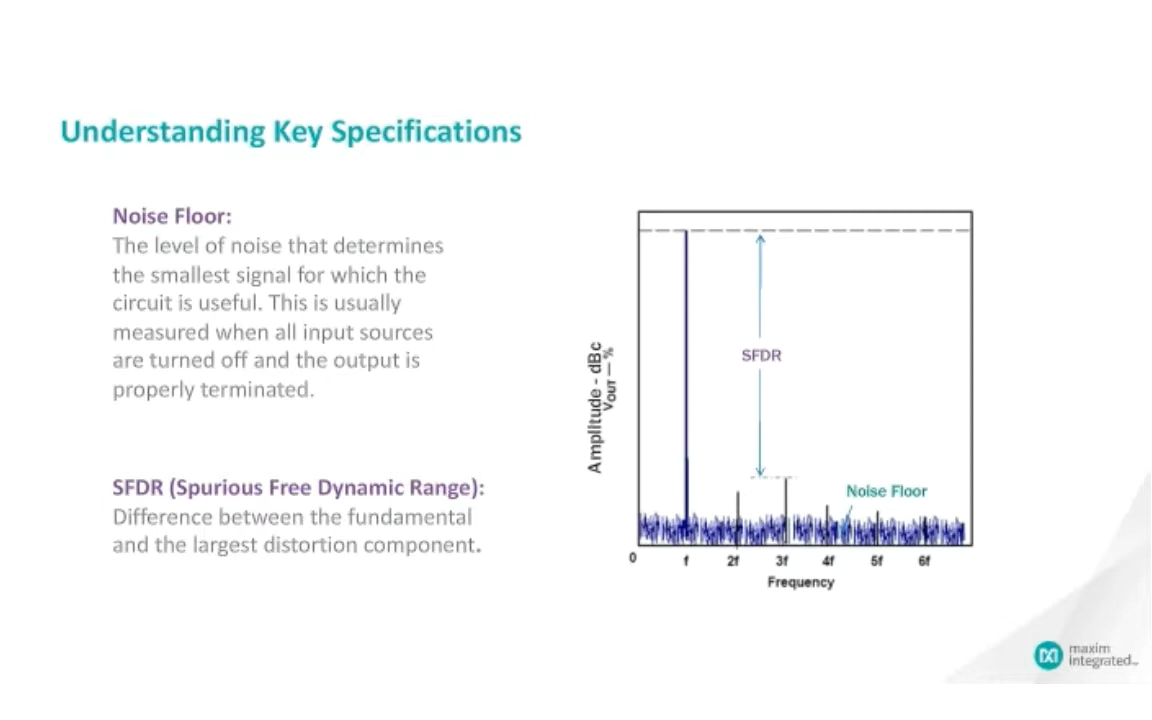 Understanding Key Specifications
Noise Floor:
The level of noise that determines
the smallest signal for which the
circuit is useful. This is usually
measured when all input sources
are turned off and the output is
properly terminated.
SFDR (Spurious Free Dynamic Range):
Difference between the fundamental
and the largest distortion component.
Amplitude - dBc
VOUT — %
SFDR
Noise Floor
0 f 2f 3f 4f 5f 6f
Frequency
maxim
integrated™